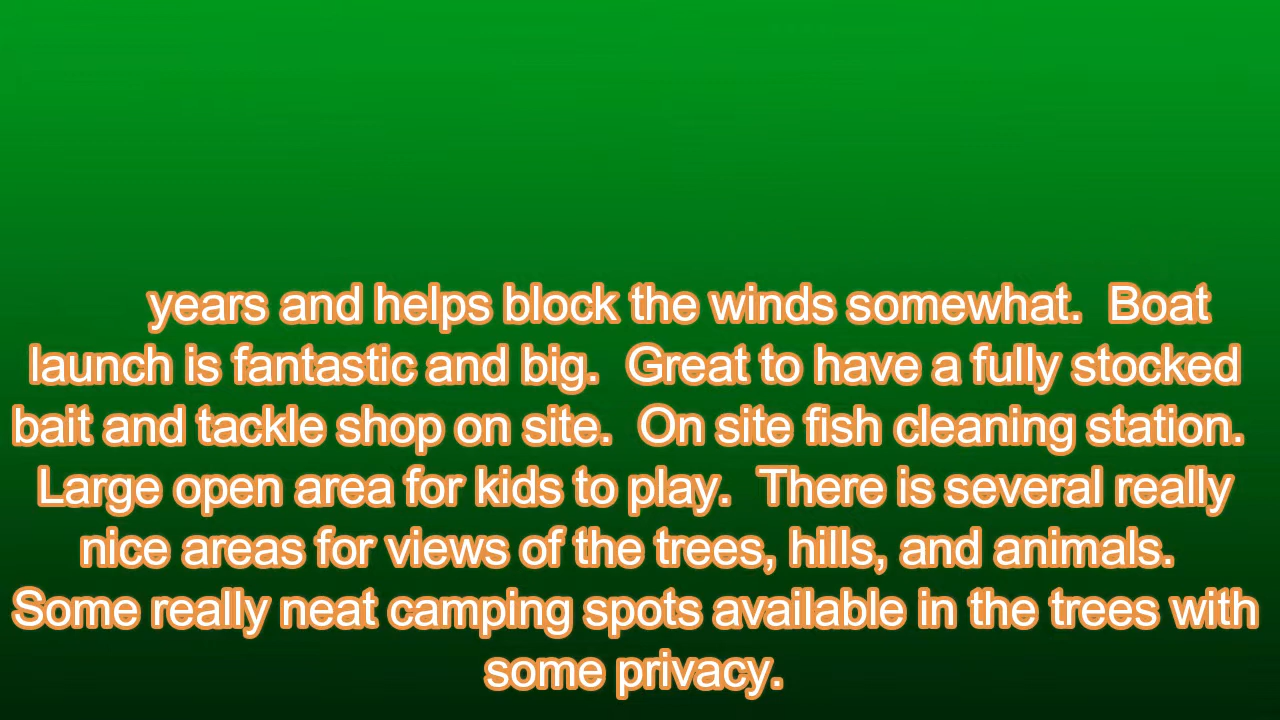 years and helps block the winds somewhat.  Boat
launch is fantastic and big.  Great to have a fully stocked
bait and tackle shop on site.  On site fish cleaning station.
Large open area for kids to play.  There is several really
nice areas for views of the trees, hills, and animals.
Some really neat camping spots available in the trees with
some privacy.